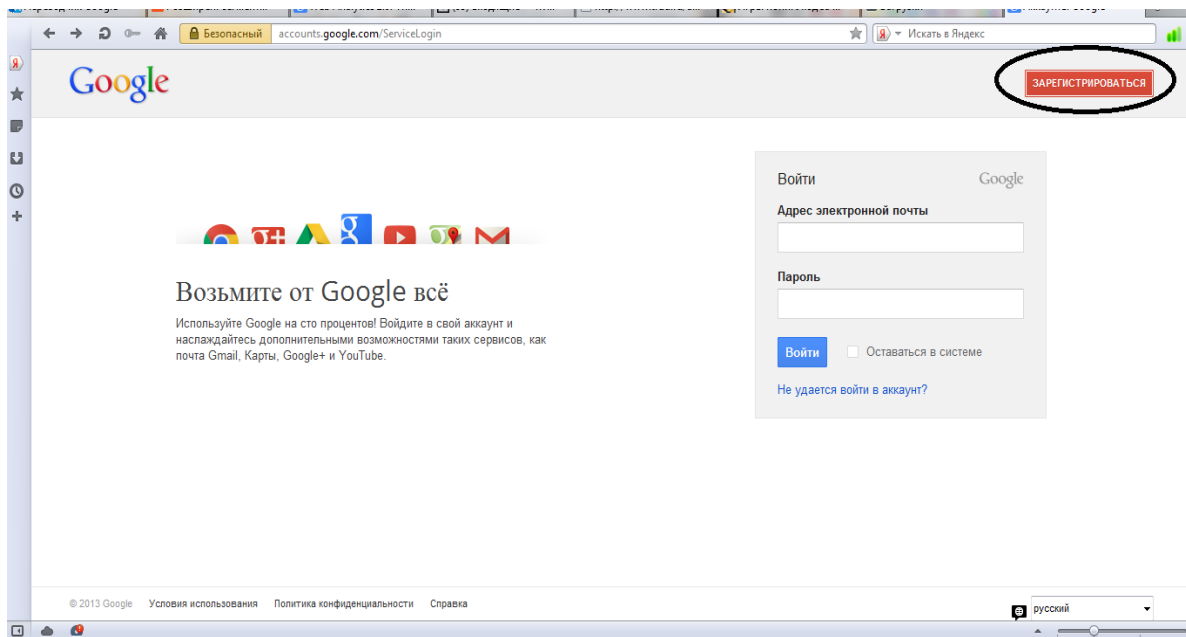 Безопасный accounts.google.com/ServiceLogin Искать в Яндекс
Google
ЗАРЕГИСТРИРОВАТЬСЯ
Войти Google
Адрес электронной почты
Пароль
Войти Оставаться в системе
Не удается войти в аккаунт?
Возьмите от Google всё
Используйте Google на сто процентов! Войдите в свой аккаунт и
наслаждайтесь дополнительными возможностями таких сервисов, как
почта Gmail, Карты, Google+ и YouTube.
© 2013 Google Условия использования Политика конфиденциальности Справка
русский